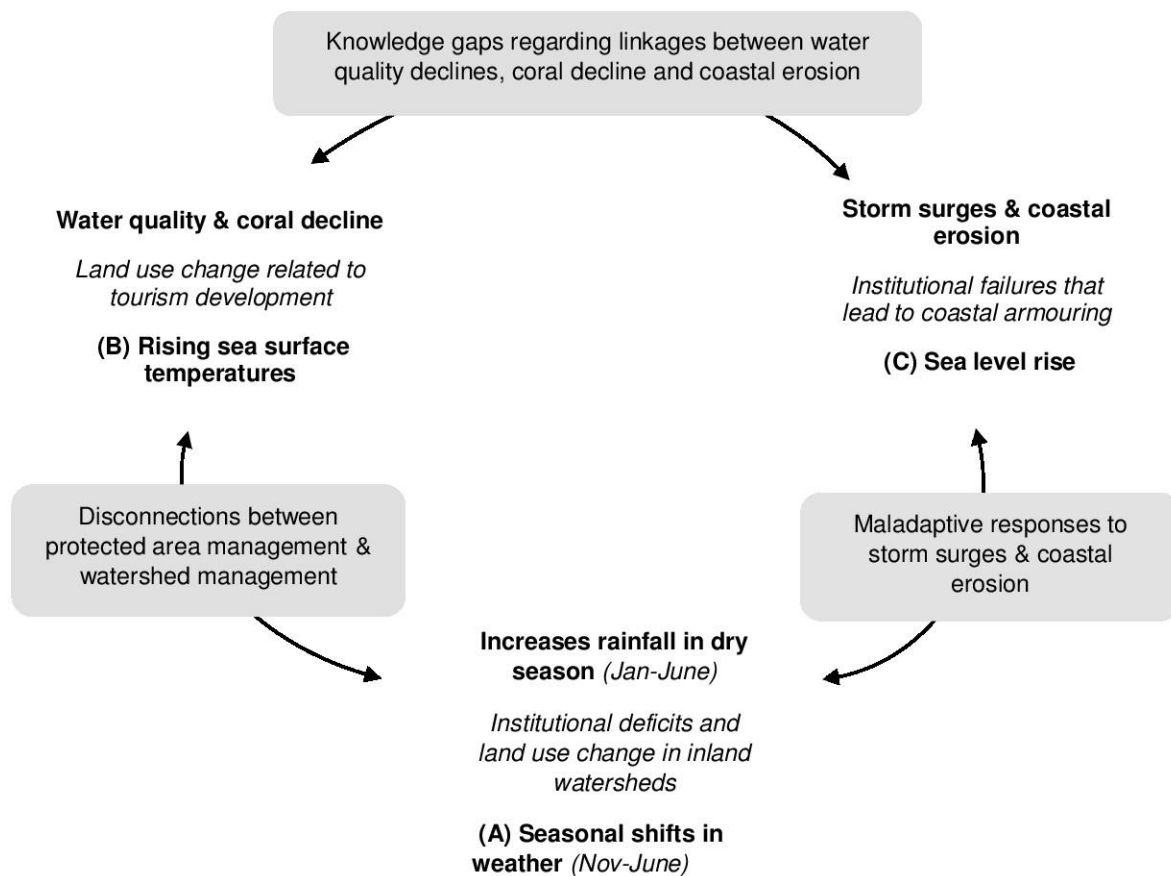 Knowledge gaps regarding linkages between water
quality declines, coral decline and coastal erosion
Water quality & coral decline
Land use change related to
tourism development
(B) Rising sea surface
temperatures
Storm surges & coastal
erosion
Institutional failures that
lead to coastal armouring
(C) Sea level rise
Disconnections between
protected area management &
watershed management
Maladaptive responses to
storm surges & coastal
erosion
Increases rainfall in dry
season (Jan-June)
Institutional deficits and
land use change in inland
watersheds
(A) Seasonal shifts in
weather (Nov-June)